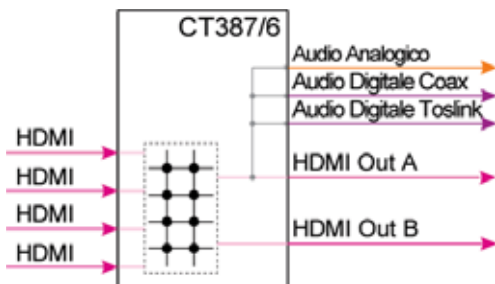 CT387/6
Audio Analogico
Audio Digitale Coax
Audio Digitale Toslink
HDMI
HDMI
HDMI
HDMI
HDMI Out A
HDMI Out B